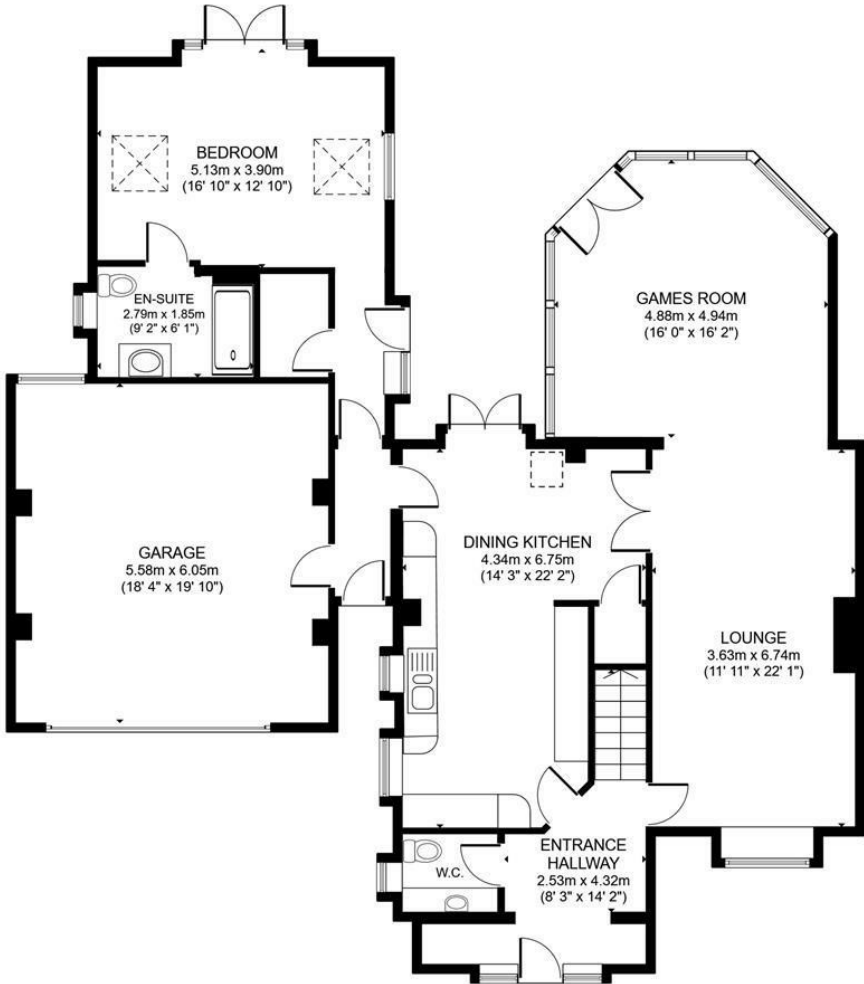 BEDROOM
5.13m x 3.90m
(16' 10" x 12' 10")
EN-SUITE
2.79m x 1.85m
(9' 2" x 6' 1")
GAMES ROOM
4.88m x 4.94m
(16' 0" x 16' 2")
GARAGE
5.58m x 6.05m
(18' 4" x 19' 10")
DINING KITCHEN
4.34m x 6.75m
(14' 3" x 22' 2")
LOUNGE
3.63m x 6.74m
(11' 11" x 22' 1")
ENTRANCE
HALLWAY
2.53m x 4.32m
(8' 3" x 14' 2")
W.C.